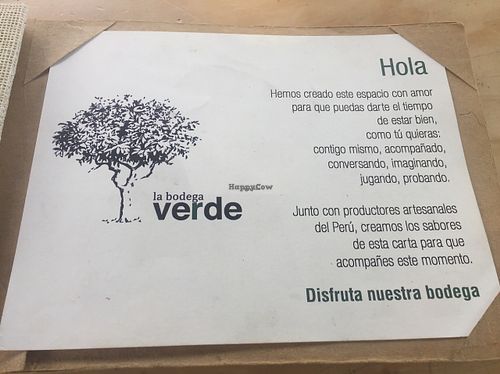 Hola
Hemos creado este espacio con amor
para que puedas darte el tiempo
de estar bien,
como tú quieras:
contigo mismo, acompañado,
conversando, imaginando,
jugando, probando.
HappyCow
la bodega
verde
Junto con productores artesanales
del Perú, creamos los sabores
de esta carta para que
acompañes este momento.
Disfruta nuestra bodega